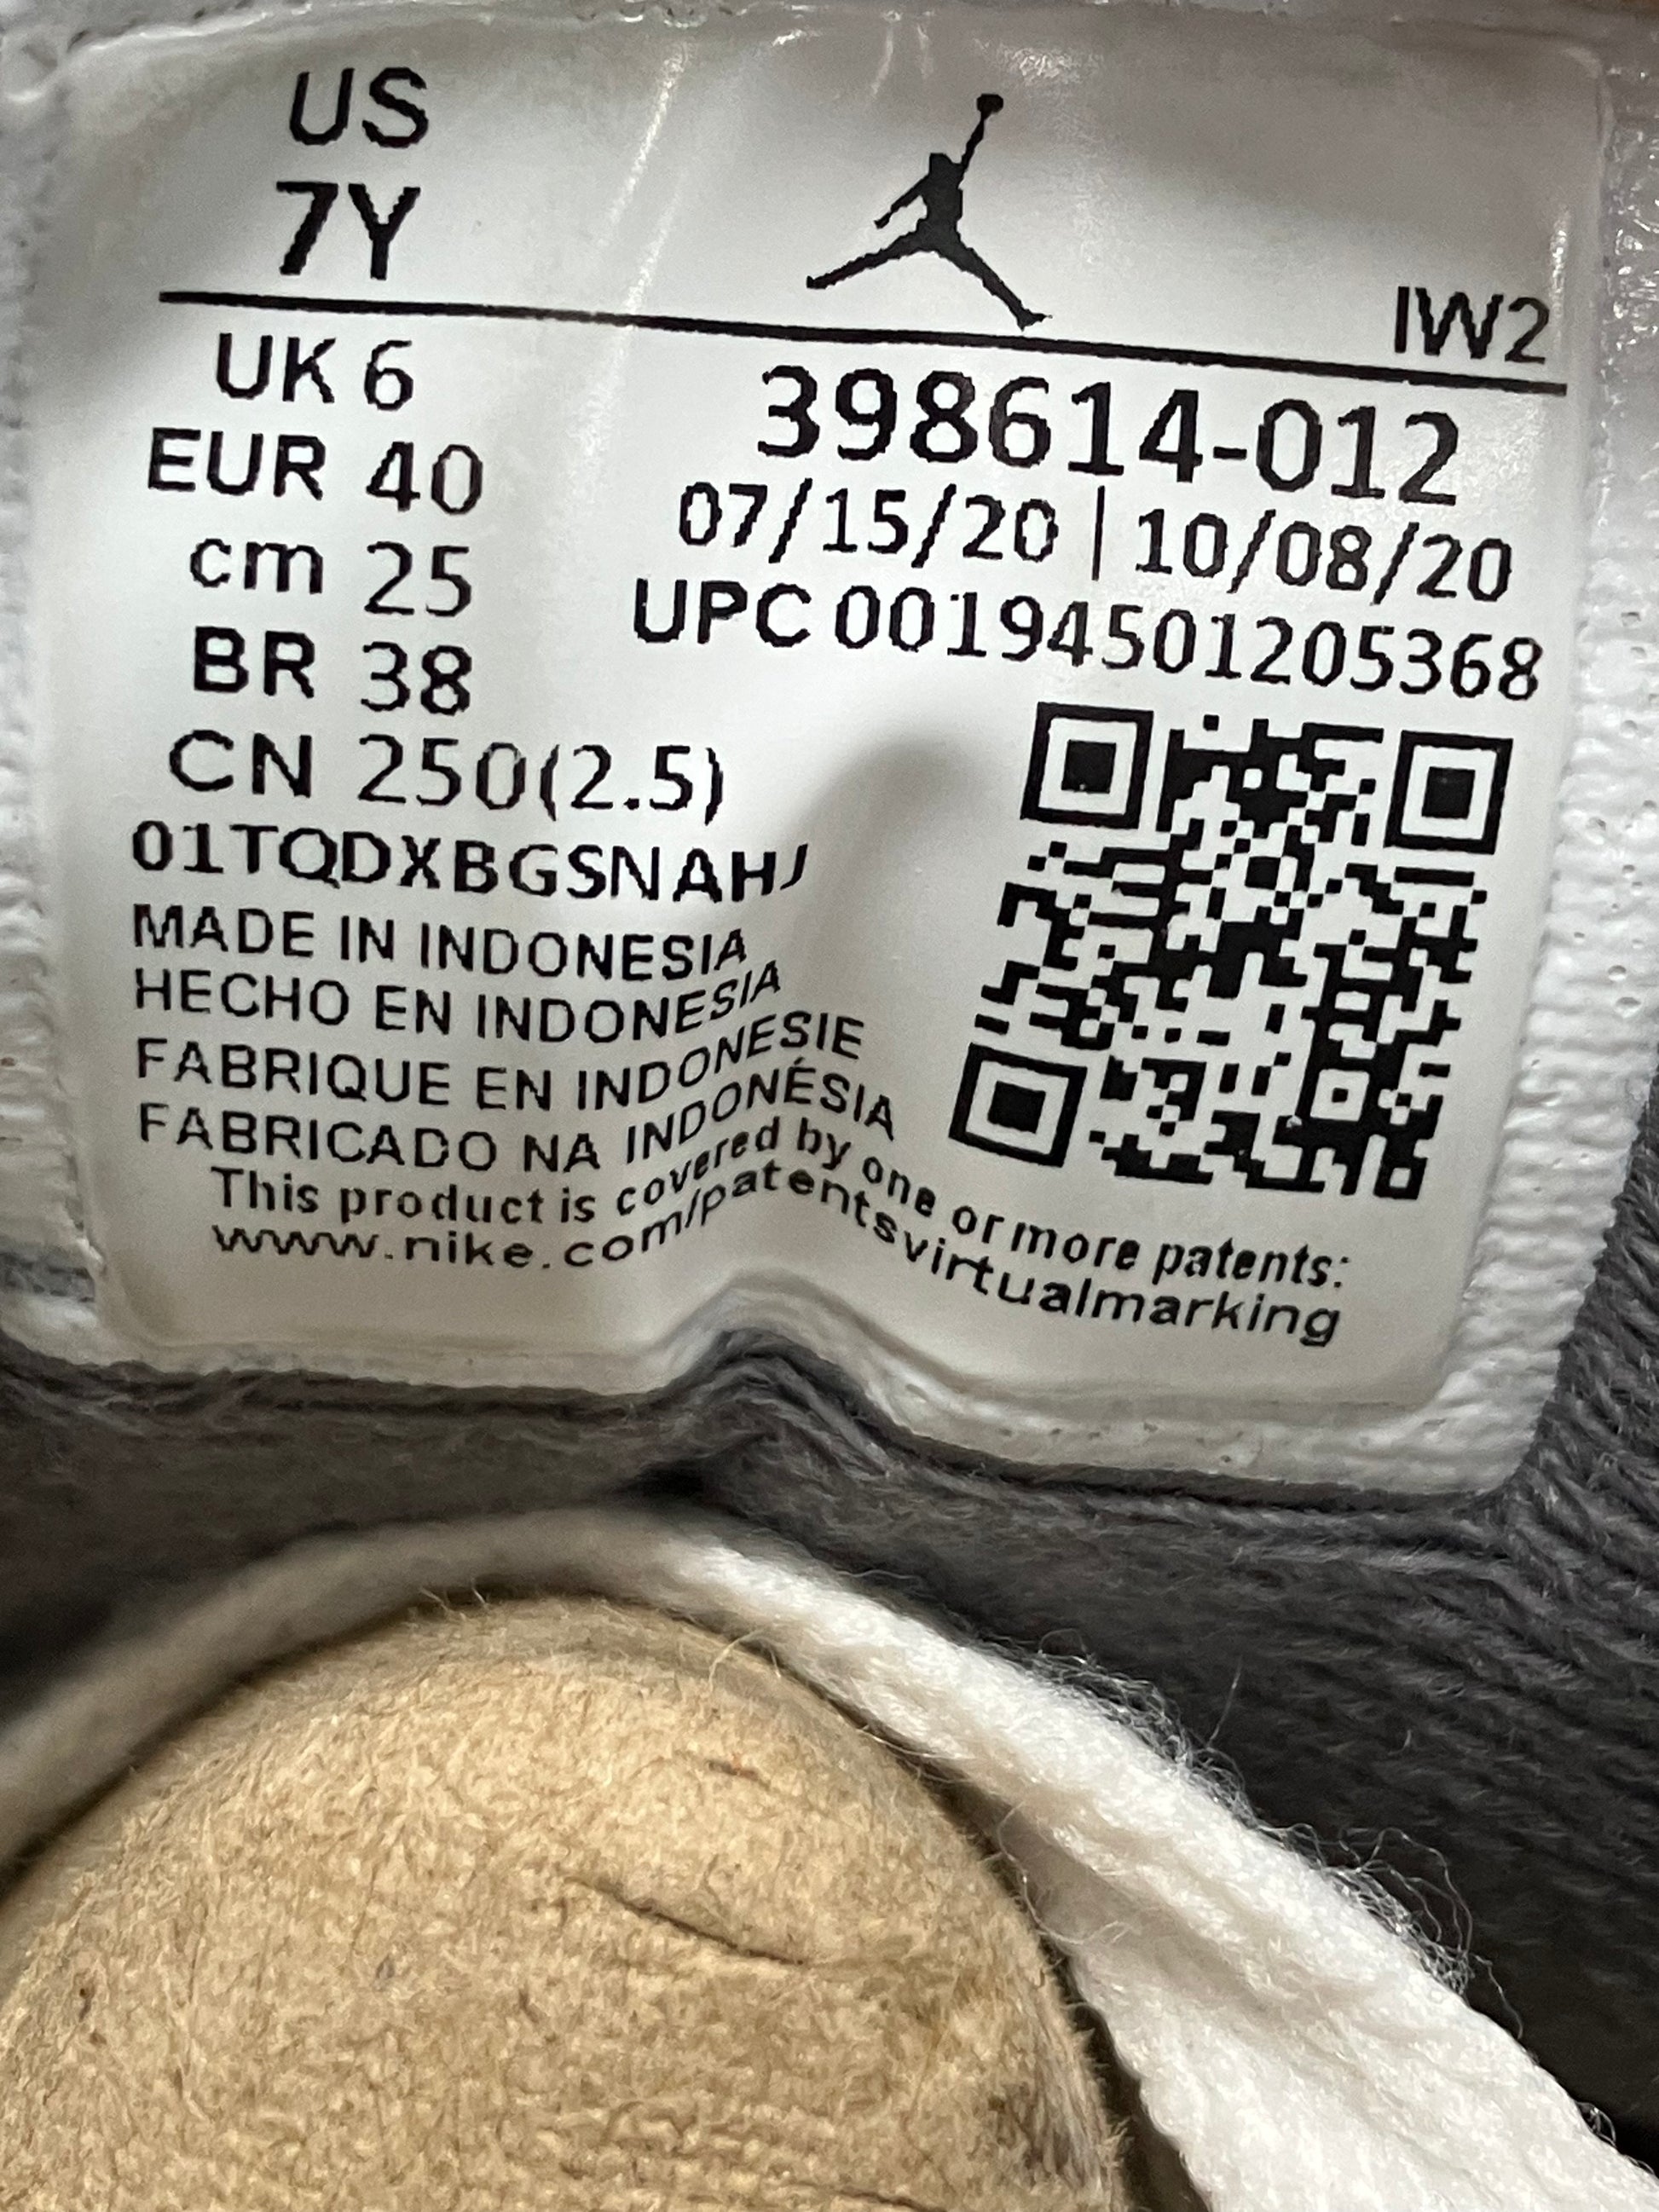 US
7Y
IW2
UK 6
EUR 40
cm 25
BR 38
CN 250(2.5)
398614-012
07/15/20 | 10/08/20
UPC 00194501205368
01TQDXBGSNAHJ
MADE IN INDONESIA
HECHO EN INDONESIA
FABRIQUE EN INDONESIE
FABRICADO NA INDONÉSIA
This product is covered by one or more patents:
www.nike.com/patentsvirtualmarking